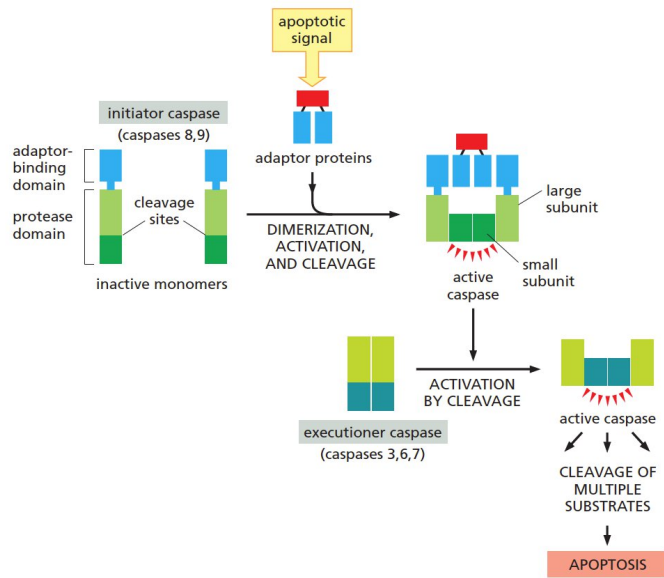 apoptotic
signal
initiator caspase
(caspases 8,9)
adaptor-
binding
domain
protease
domain
cleavage
sites
inactive monomers
adaptor proteins
DIMERIZATION,
ACTIVATION,
AND CLEAVAGE
large
subunit
small
subunit
active
caspase
executioner caspase
(caspases 3,6,7)
ACTIVATION
BY CLEAVAGE
active caspase
CLEAVAGE OF
MULTIPLE
SUBSTRATES
APOPTOSIS